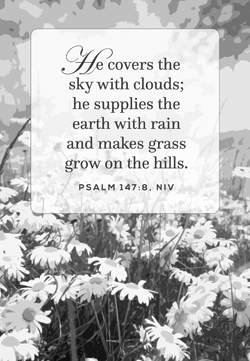 He covers the
sky with clouds;
he supplies the
earth with rain
and makes grass
grow on the hills.
PSALM 147:8, NIV